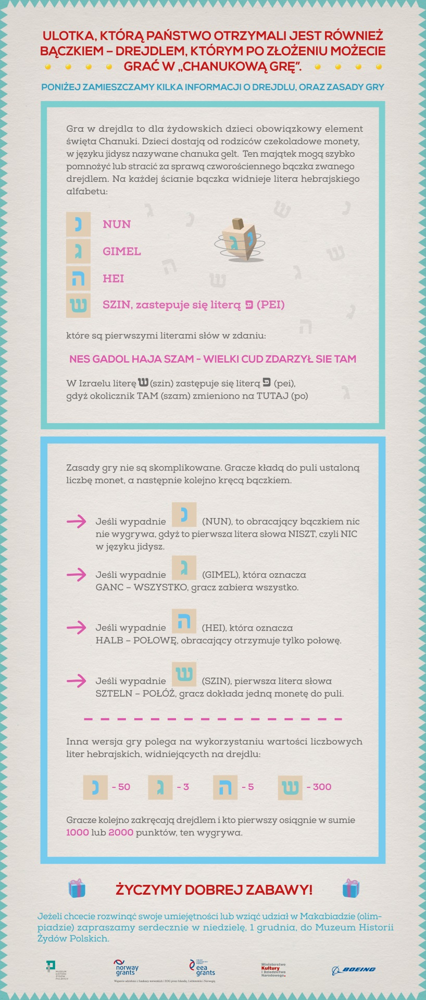 ULOTKA, KTÓRĄ PAŃSTWO OTRZYMALI JEST RÓWNIEŻ
BĄCZKIEM – DREJDLEM, KTÓRYM PO ZŁOŻENIU MOŻECIE
GRAĆ W „CHANUKOWĄ GRĘ”.
PONIŻEJ ZAMIESZCZAMY KILKA INFORMACJI O DREJDLU, ORAZ ZASADY GRY
Gra w drejdla to dla żydowskich dzieci obowiązkowy element
święta Chanuki. Dzieci dostają od rodziców czekoladowe monety,
w języku jidysz nazywane chanuka gelt. Ten majątek mogą szybko
pomnożyć lub stracić za sprawą czworościennego bączka zwanego
drejdlem. Na każdej ścianie bączka widnieje litera hebrajskiego
alfabetu:
נ NUN
ג GIMEL
ה HEI
ש SZIN, zastepuje się literą פ (PEI)
które są pierwszymi literami słów w zdaniu:
NES GADOL HAJA SZAM - WIELKI CUD ZDARZYŁ SIE TAM
W Izraelu literę ש (szin) zastępuje się literą פ (pei),
gdyż okolicznik TAM (szam) zmieniono na TUTAJ (po)
Zasady gry nie są skomplikowane. Gracze kładą do puli ustaloną
liczbę monet, a następnie kolejno kręcą bączkiem.
Jeśli wypadnie נ (NUN), to obracający bączkiem nic
nie wygrywa, gdyż to pierwsza litera słowa NISZT, czyli NIC
w języku jidysz.
Jeśli wypadnie ג (GIMEL), która oznacza
GANC – WSZYSTKO, gracz zabiera wszystko.
Jeśli wypadnie ה (HEI), która oznacza
HALB – POŁOWĘ, obracający otrzymuje tylko połowę.
Jeśli wypadnie ש (SZIN), pierwsza litera słowa
SZTELN – POŁÓŻ, gracz dokłada jedną monetę do puli.
Inna wersja gry polega na wykorzystaniu wartości liczbowych
liter hebrajskich, widniejącycth na drejdlu:
נ - 50 ג - 3 ה - 5 ש - 300
Gracze kolejno zakręcają drejdlem i kto pierwszy osiągnie w sumie
1000 lub 2000 punktów, ten wygrywa.
ŻYCZYMY DOBREJ ZABAWY!
Jeżeli chcecie rozwinąć swoje umiejętności lub wziąć udział w Makabiadzie (olim-
piadzie) zapraszamy serdecznie w niedzielę, 1 grudnia, do Muzeum Historii
Żydów Polskich.
MUZEUM
HISTORII
ŻYDÓW
POLSKICH
norway
grants
eea
grants
Wsparcie udzielone z funduszy norweskich i EOG przez Islandię, Liechtenstein i Norwegię.
Ministerstwo
Kultury
i Dziedzictwa
Narodowego.
BOEING